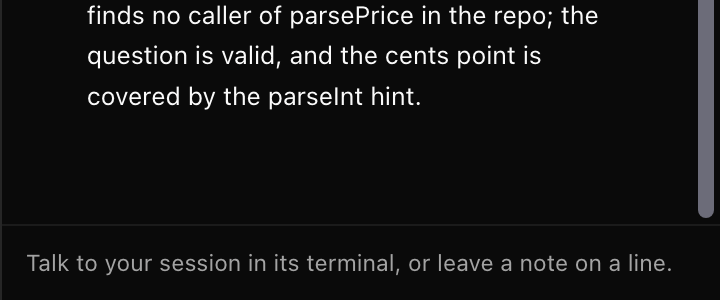 finds no caller of parsePrice in the repo; the
question is valid, and the cents point is
covered by the parseInt hint.
Talk to your session in its terminal, or leave a note on a line.